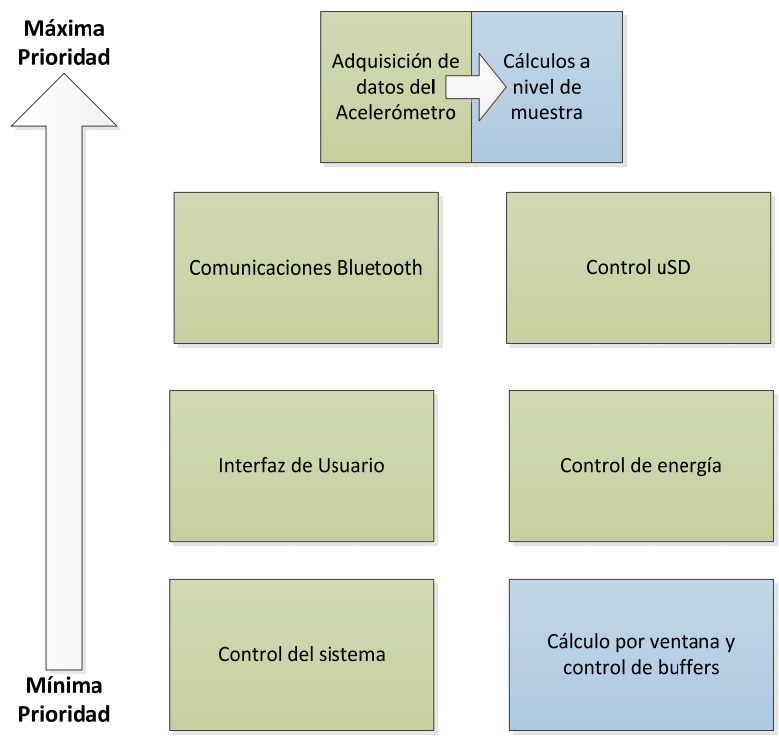 Máxima
Prioridad
Adquisición de
datos del
Acelerómetro
Cálculos a
nivel de
muestra
Comunicaciones Bluetooth
Control uSD
Interfaz de Usuario
Control de energía
Control del sistema
Cálculo por ventana y
control de buffers
Mínima
Prioridad